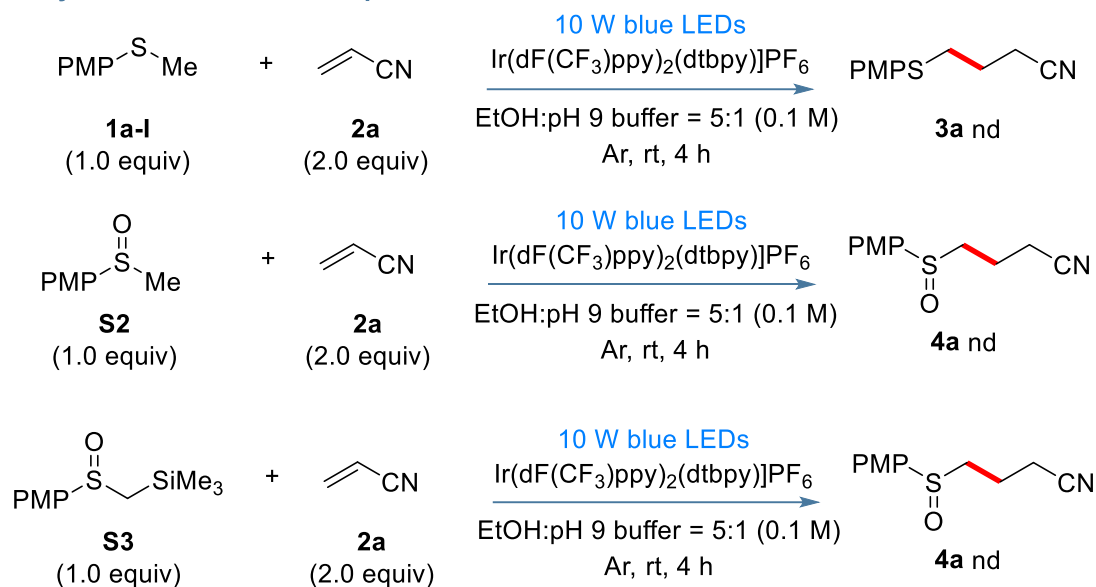 10 W blue LEDs
PMP S Me + CN Ir(dF(CF3)ppy)2(dtbpy)]PF6 PMPS CN
1a-I 2a EtOH:pH 9 buffer = 5:1 (0.1 M) 3a nd
(1.0 equiv) (2.0 equiv) Ar, rt, 4 h
10 W blue LEDs
O
PMP S Me + CN Ir(dF(CF3)ppy)2(dtbpy)]PF6 PMP S CN
O
S2 2a EtOH:pH 9 buffer = 5:1 (0.1 M) 4a nd
(1.0 equiv) (2.0 equiv) Ar, rt, 4 h
10 W blue LEDs
O
PMP S SiMe3 + CN Ir(dF(CF3)ppy)2(dtbpy)]PF6 PMP S CN
O
S3 2a EtOH:pH 9 buffer = 5:1 (0.1 M) 4a nd
(1.0 equiv) (2.0 equiv) Ar, rt, 4 h